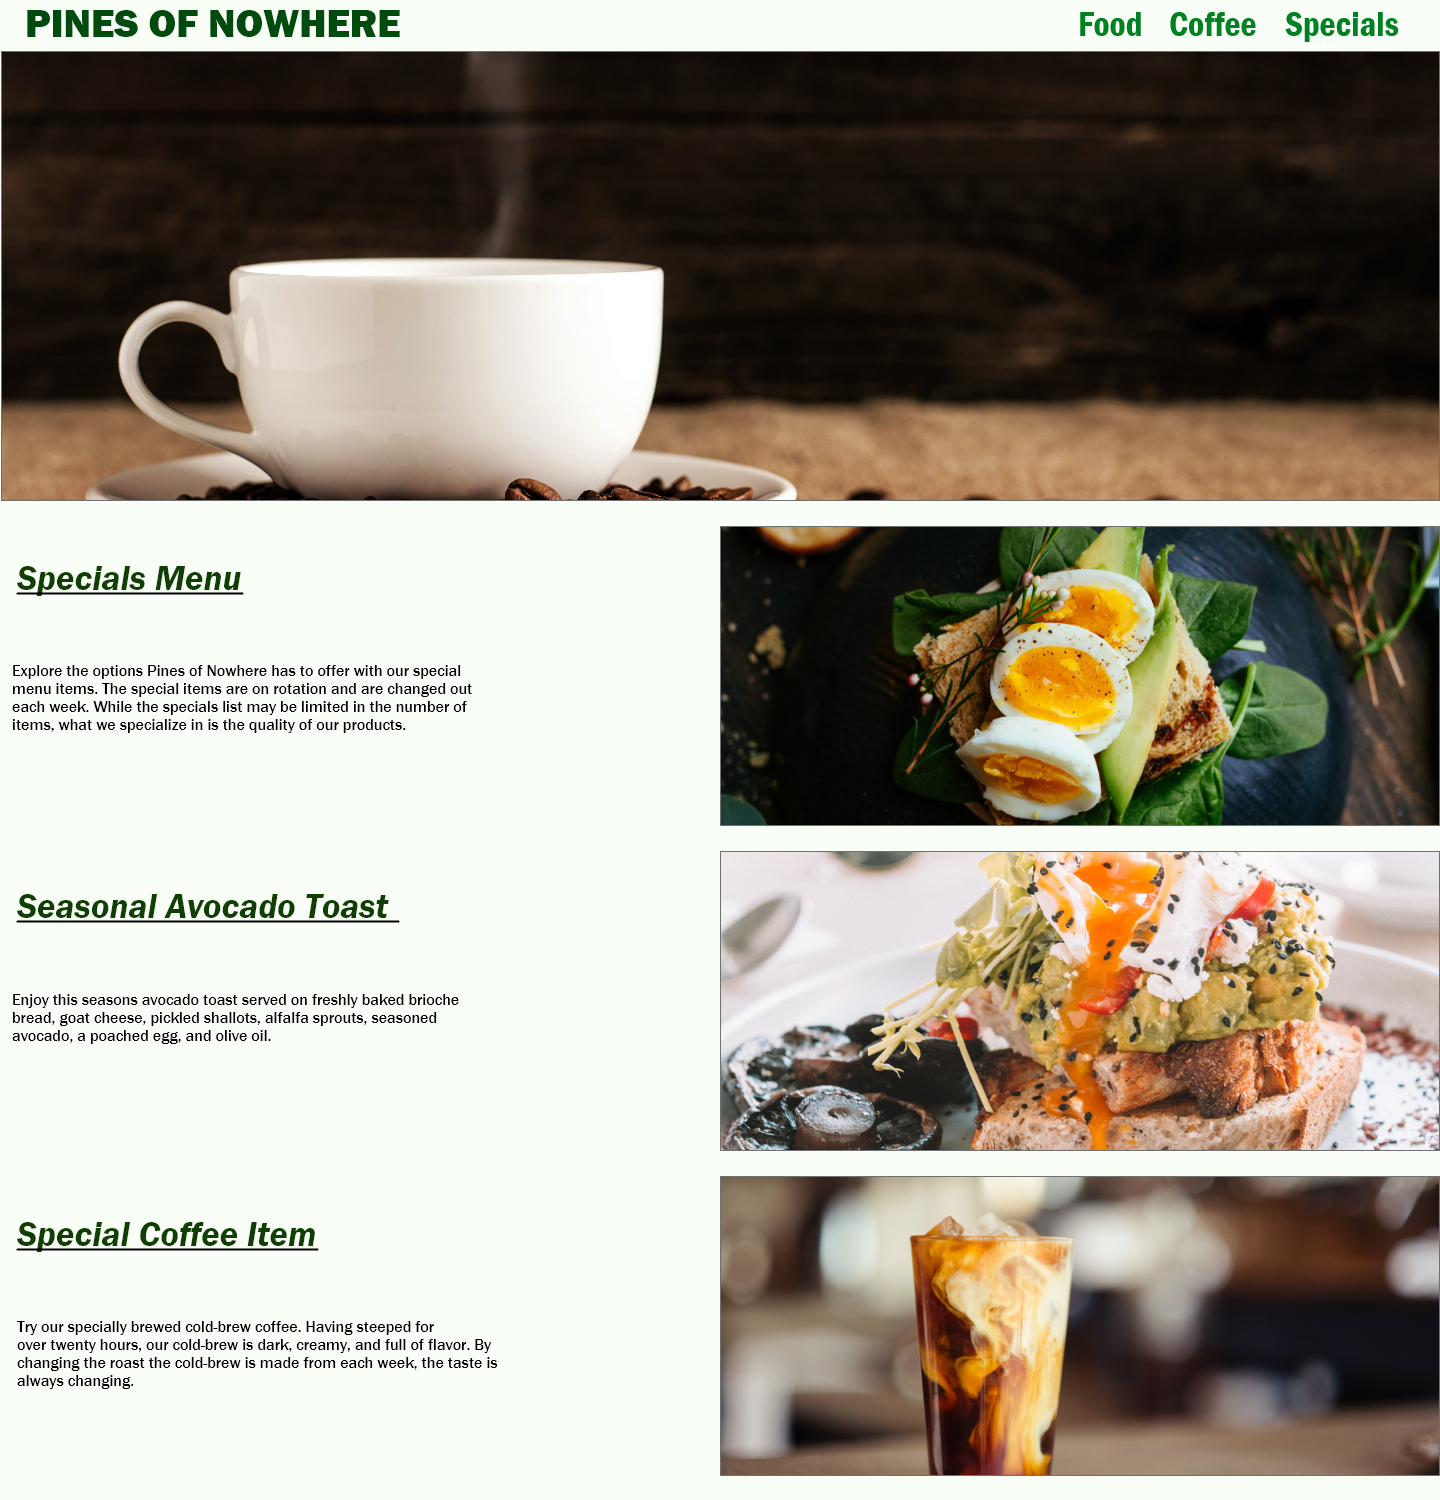 PINES OF NOWHERE
Food Coffee Specials
Specials Menu
Explore the options Pines of Nowhere has to offer with our special
menu items. The special items are on rotation and are changed out
each week. While the specials list may be limited in the number of
items, what we specialize in is the quality of our products.
Seasonal Avocado Toast
Enjoy this seasons avocado toast served on freshly baked brioche
bread, goat cheese, pickled shallots, alfalfa sprouts, seasoned
avocado, a poached egg, and olive oil.
Special Coffee Item
Try our specially brewed cold-brew coffee. Having steeped for
over twenty hours, our cold-brew is dark, creamy, and full of flavor. By
changing the roast the cold-brew is made from each week, the taste is
always changing.